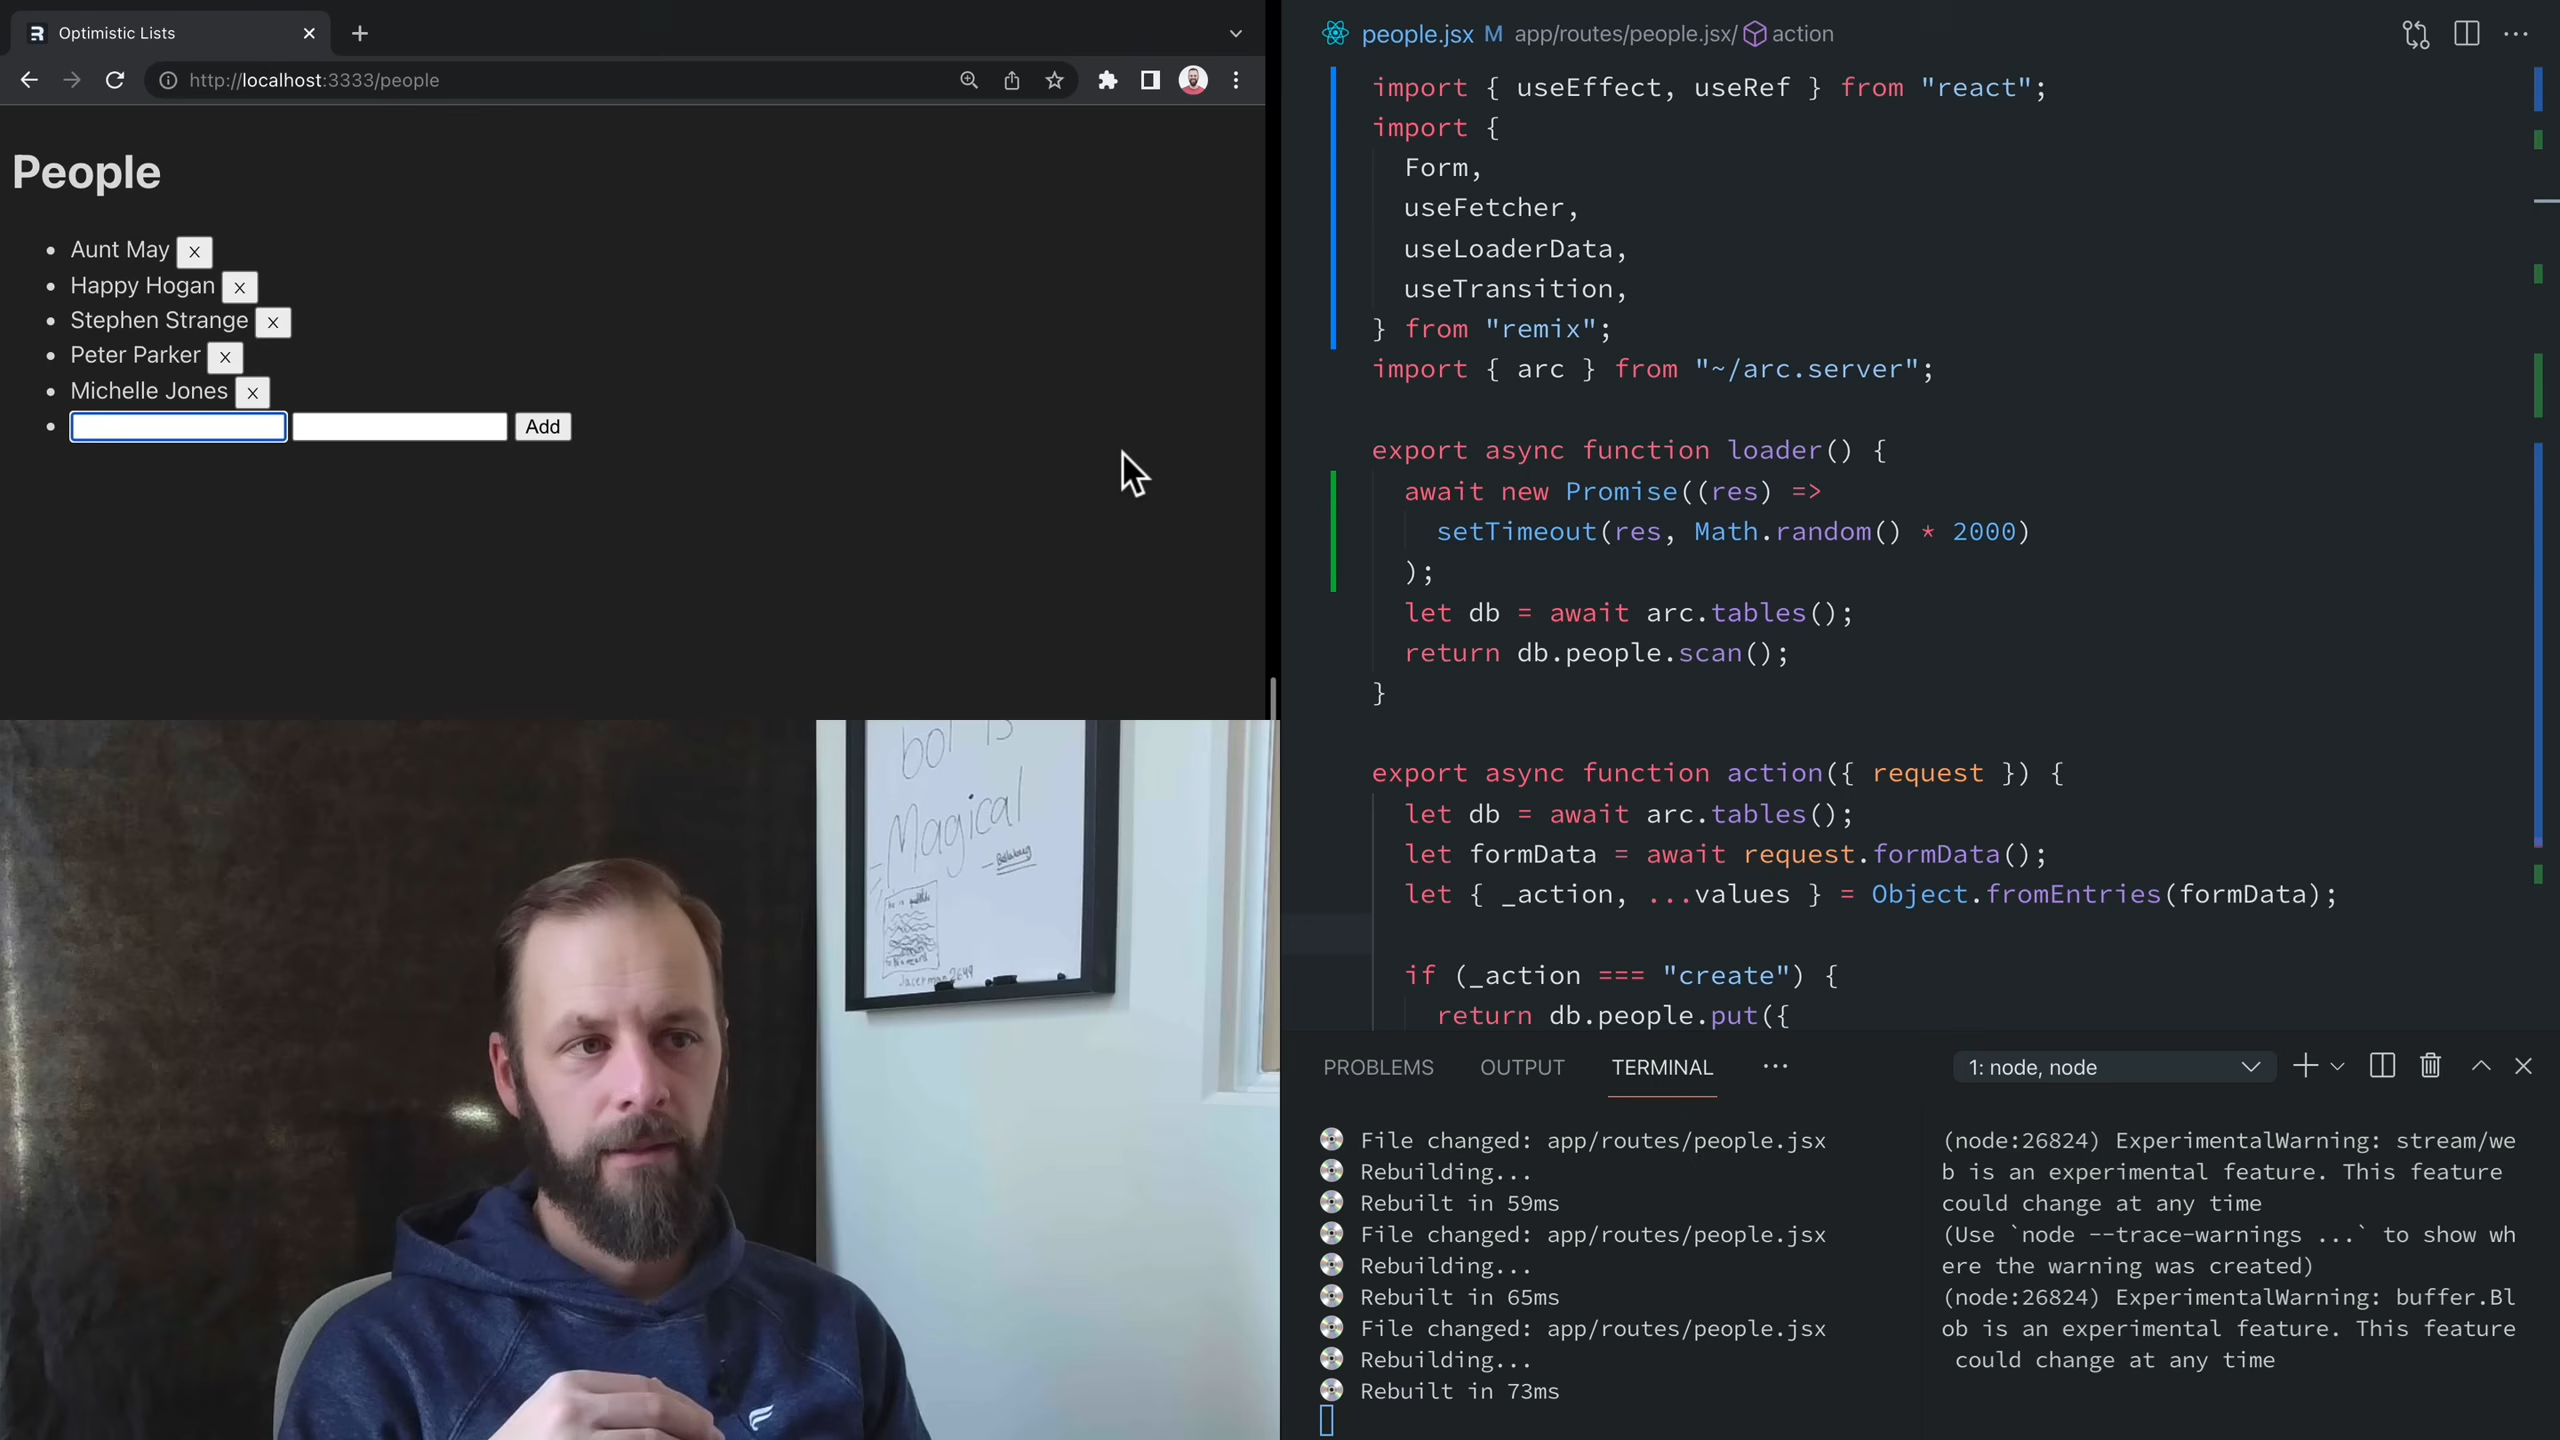 Optimistic Lists
http://localhost:3333/people
People
Aunt May x
Happy Hogan x
Stephen Strange x
Peter Parker x
Michelle Jones x
Add
bol is
Magical
people.jsx M app/routes/people.jsx/ action
import { useEffect, useRef } from "react";
import {
Form,
useFetcher,
useLoaderData,
useTransition,
} from "remix";
import { arc } from "~/arc.server";
export async function loader() {
await new Promise((res) =>
setTimeout(res, Math.random() * 2000)
);
let db = await arc.tables();
return db.people.scan();
}
export async function action({ request }) {
let db = await arc.tables();
let formData = await request.formData();
let { _action, ...values } = Object.fromEntries(formData);
if (_action === "create") {
return db.people.put({
PROBLEMS OUTPUT TERMINAL ... 1: node, node
File changed: app/routes/people.jsx
Rebuilding...
Rebuilt in 59ms
File changed: app/routes/people.jsx
Rebuilding...
Rebuilt in 65ms
File changed: app/routes/people.jsx
Rebuilding...
Rebuilt in 73ms
(node:26824) ExperimentalWarning: stream/we
b is an experimental feature. This feature
could change at any time
(Use `node --trace-warnings ...` to show wh
ere the warning was created)
(node:26824) ExperimentalWarning: buffer.Bl
ob is an experimental feature. This feature
could change at any time